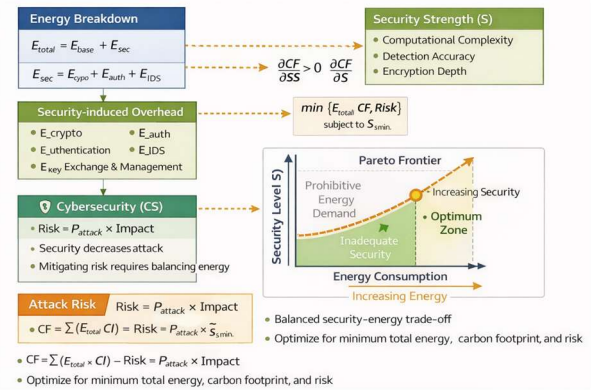 Energy Breakdown
E_total = E_base + E_sec
E_sec = E_cypo + E_auth + E_IDS
∂CF/∂SS > 0 ∂CF/∂S
Security Strength (S)
• Computational Complexity
• Detection Accuracy
• Encryption Depth
Security-induced Overhead
• E_crypto • E_auth
• E_uthentication • E_IDS
• E_Key Exchange & Management
min {E_total, CF, Risk}
subject to S_smin.
Cybersecurity (CS)
• Risk = P_attack × Impact
• Security decreases attack
• Mitigating risk requires balancing energy
Pareto Frontier
Security Level S)
Prohibitive
Energy
Demand
Increasing Security
• Optimum
Zone
Inadequate
Security
Energy Consumption
Increasing Energy
Attack Risk Risk = P_attack × Impact
• CF = ∑(E_total CI) = Risk = P_attack × S̃_smin.
• Balanced security-energy trade-off
• Optimize for minimum total energy, carbon footprint, and risk
• CF = ∑(E_total × CI) – Risk = P_attack × Impact
• Optimize for minimum total energy, carbon footprint, and risk